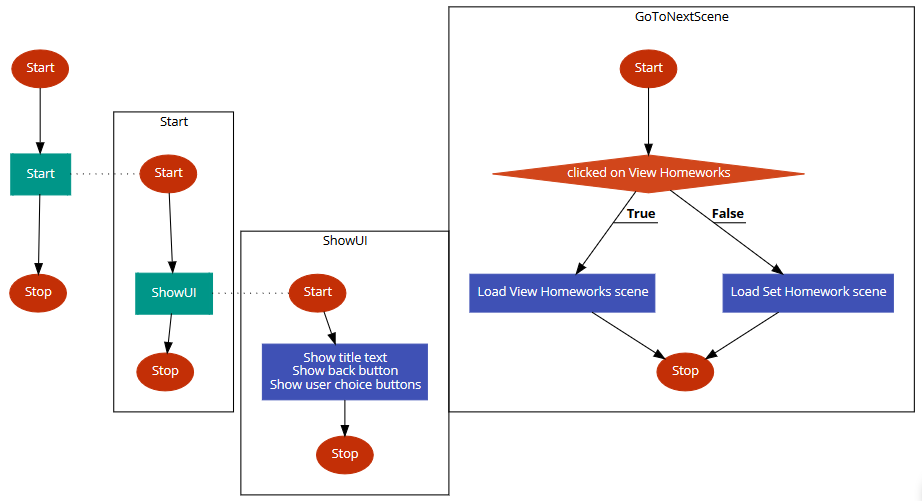 Start
Start
Stop
Start
Start
ShowUI
Stop
ShowUI
Start
Show title text
Show back button
Show user choice buttons
Stop
GoToNextScene
Start
clicked on View Homeworks
True
False
Load View Homeworks scene
Load Set Homework scene
Stop